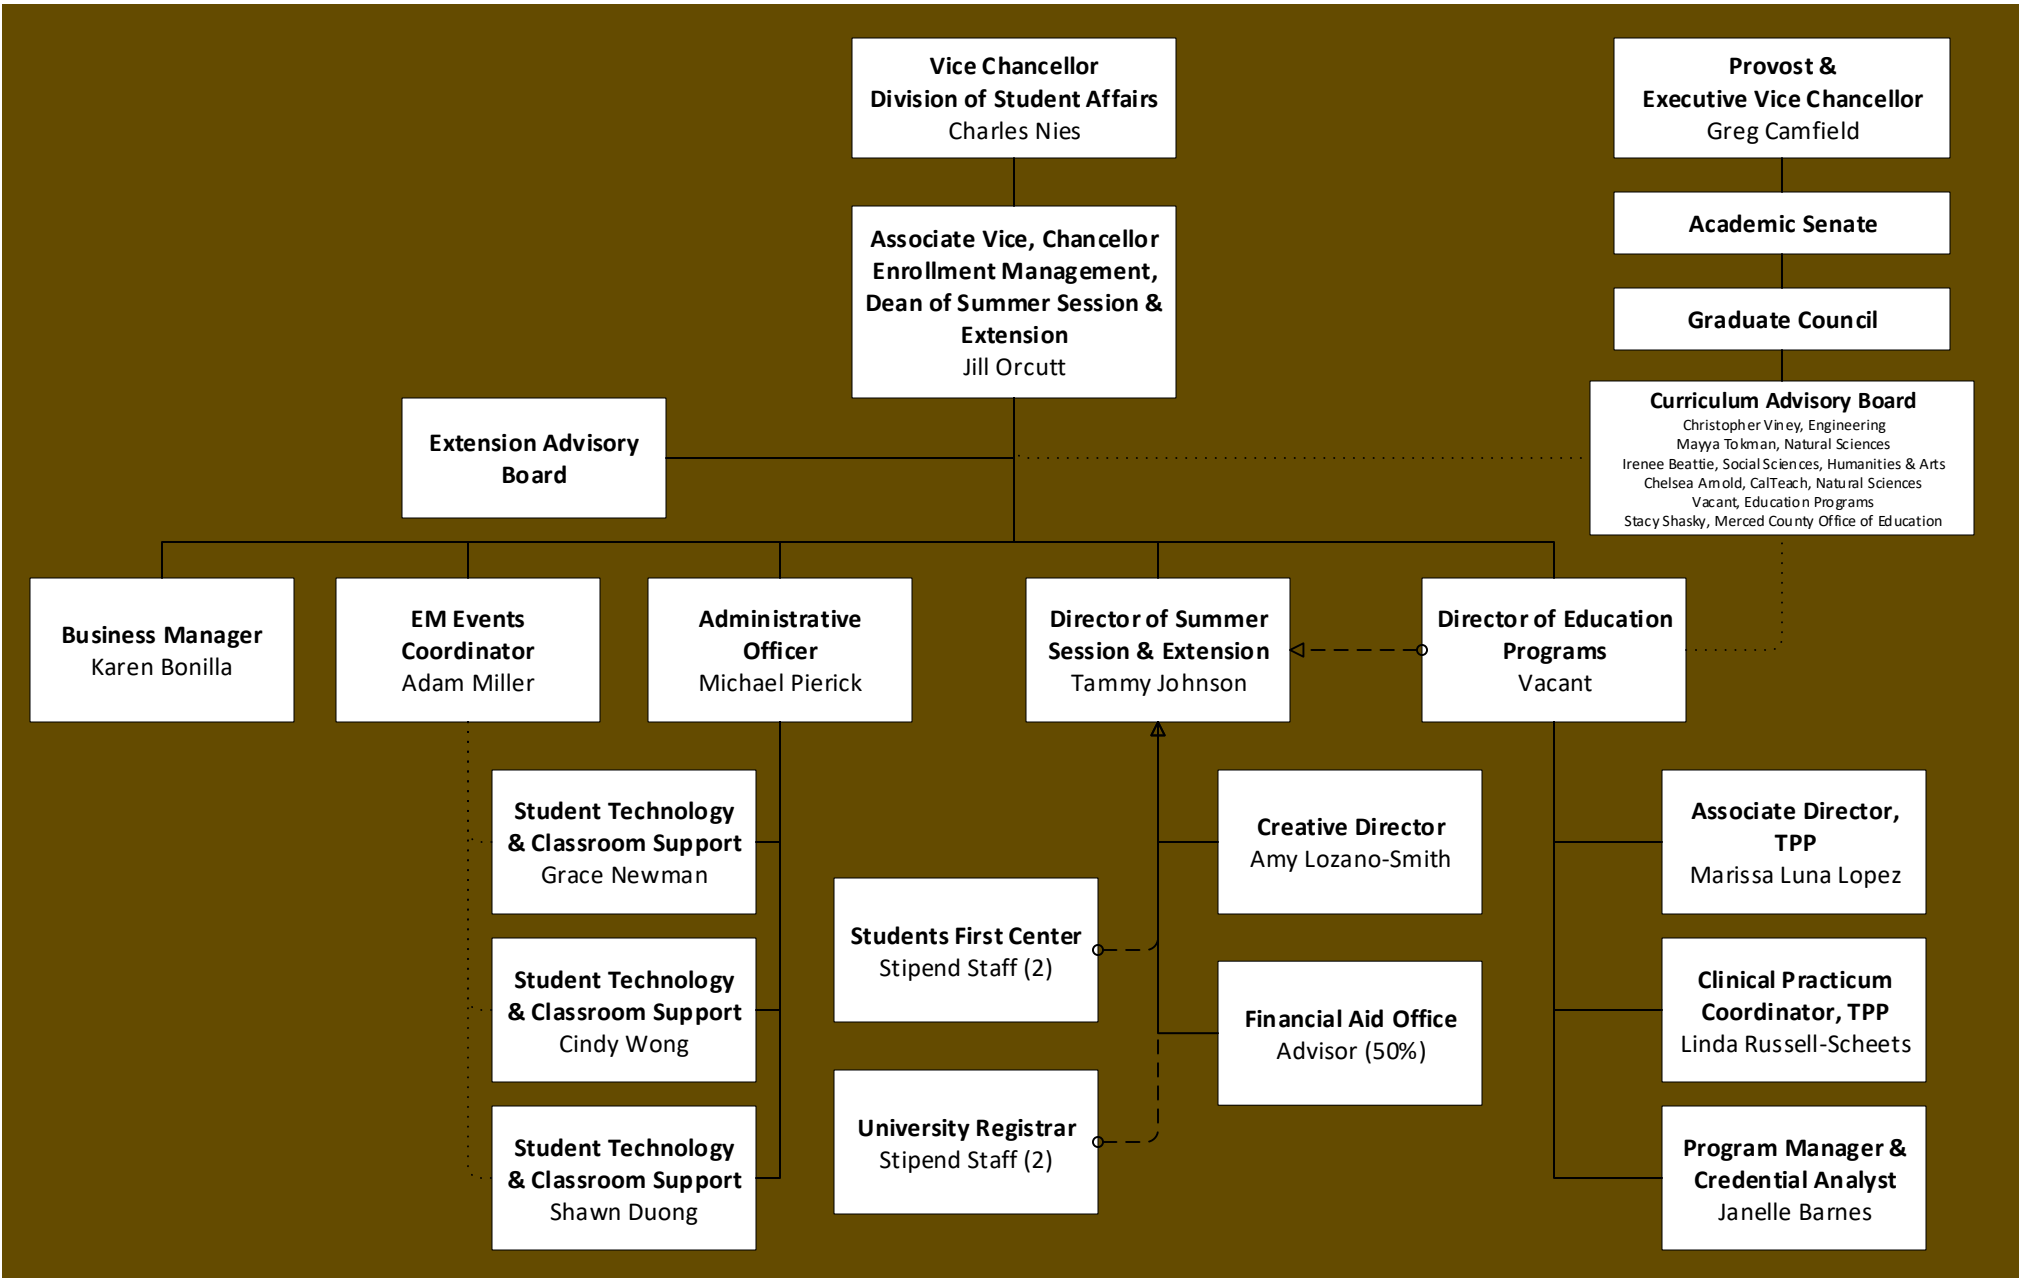 Vice Chancellor
Division of Student Affairs
Charles Nies
Provost &
Executive Vice Chancellor
Greg Camfield
Academic Senate
Graduate Council
Associate Vice, Chancellor
Enrollment Management,
Dean of Summer Session &
Extension
Jill Orcutt
Extension Advisory
Board
Curriculum Advisory Board
Christopher Viney, Engineering
Mayya Tokman, Natural Sciences
Irenee Beattie, Social Sciences, Humanities & Arts
Chelsea Arnold, CalTeach, Natural Sciences
Vacant, Education Programs
Stacy Shasky, Merced County Office of Education
Business Manager
Karen Bonilla
EM Events
Coordinator
Adam Miller
Administrative
Officer
Michael Pierick
Director of Summer
Session & Extension
Tammy Johnson
Director of Education
Programs
Vacant
Student Technology
& Classroom Support
Grace Newman
Student Technology
& Classroom Support
Cindy Wong
Student Technology
& Classroom Support
Shawn Duong
Students First Center
Stipend Staff (2)
University Registrar
Stipend Staff (2)
Creative Director
Amy Lozano-Smith
Financial Aid Office
Advisor (50%)
Associate Director,
TPP
Marissa Luna Lopez
Clinical Practicum
Coordinator, TPP
Linda Russell-Scheets
Program Manager &
Credential Analyst
Janelle Barnes